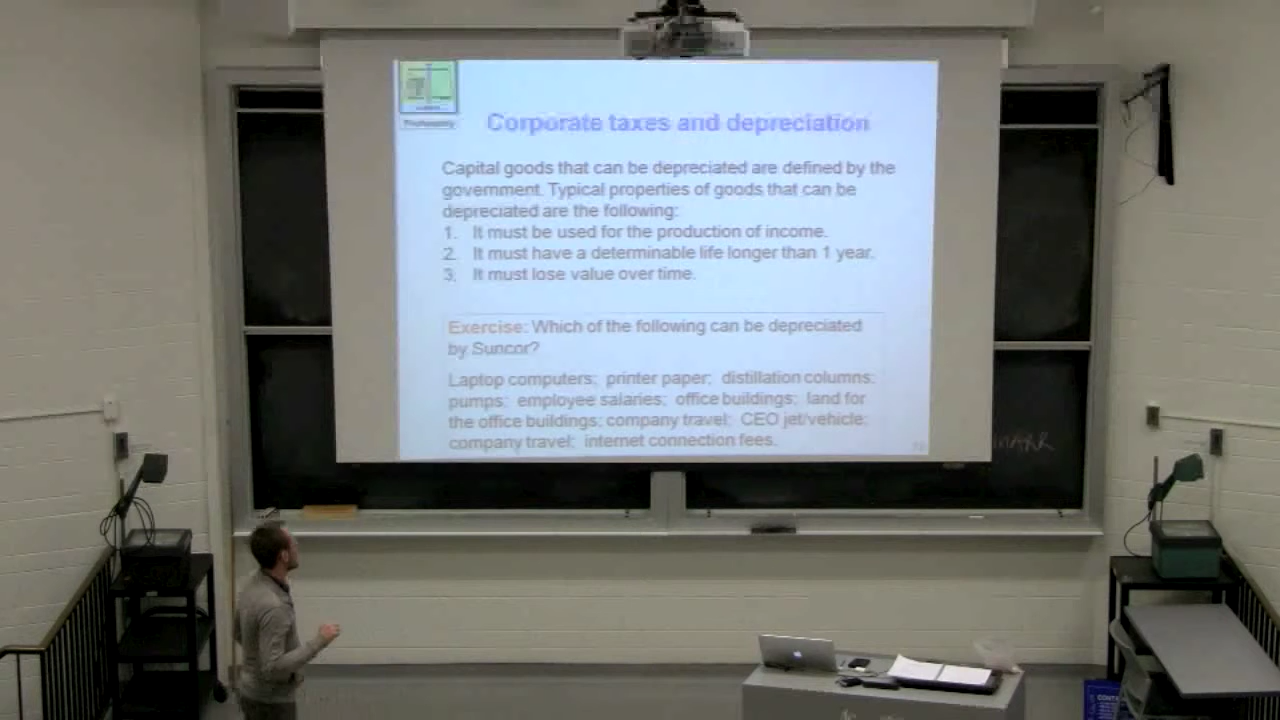 Corporate taxes and depreciation
Capital goods that can be depreciated are defined by the
government. Typical properties of goods that can be
depreciated are the following:
1. It must be used for the production of income.
2. It must have a determinable life longer than 1 year.
3. It must lose value over time.
Exercise: Which of the following can be depreciated
by Suncor?
Laptop computers; printer paper; distillation columns;
pumps; employee salaries; office buildings; land for
the office buildings; company travel; CEO jet/vehicle;
company travel; internet connection fees.